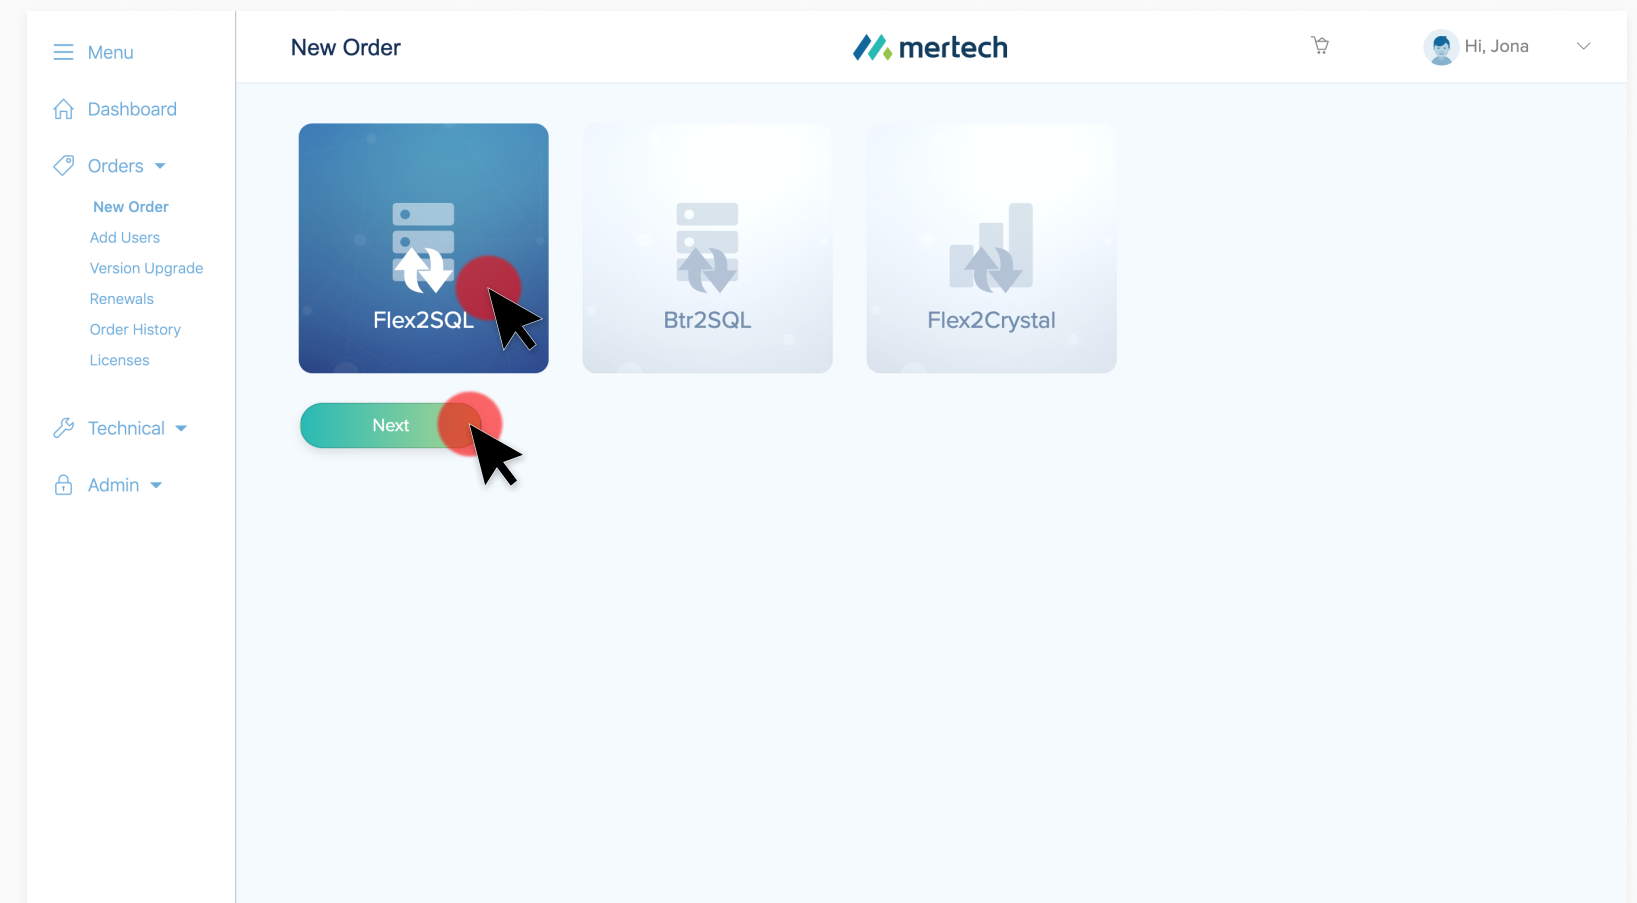 Menu
Dashboard
Orders
New Order
Add Users
Version Upgrade
Renewals
Order History
Licenses
Technical
Admin
New Order
mertech
Hi, Jona
Flex2SQL
Btr2SQL
Flex2Crystal
Next